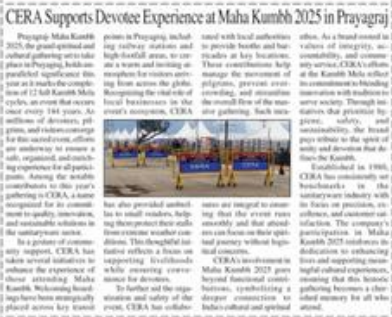 CERA Supports Devotee Experience at Maha Kumbh 2025 in Prayagraj
Prayagraj Maha Kumbh
2025, the grand spiritual and
cultural gathering set to take
place in Prayagraj, holds un-
paralleled significance this
year as it marks the comple-
tion of 12 full Kumbh Mela
cycles, an event that occurs
once every 144 years. As
millions of devotees, pil-
grims, and visitors converge
for this sacred event, efforts
are underway to ensure a
safe, organized, and enrich-
ing experience for all partici-
pants. Among the notable
contributors to this year's
gathering is CERA, a name
recognized for its commit-
ment to quality, innovation,
and sustainable solutions in
the sanitaryware sector.
In a gesture of commu-
nity support, CERA has
taken several initiatives to
enhance the experience of
those attending Maha
Kumbh. Welcoming hoard-
ings have been strategically
placed across key transit
points in Prayagraj, includ-
ing railway stations and
high-footfall areas, to cre-
ate a warm and inviting at-
mosphere for visitors arriv-
ing from across the globe.
Recognizing the vital role of
local businesses in the
event's ecosystem, CERA
has also provided umbrel-
las to small vendors, help-
ing them protect their stalls
from extreme weather con-
ditions. This thoughtful ini-
tiative reflects a focus on
supporting livelihoods
while ensuring conve-
nience for devotees.
To further aid the orga-
nization and safety of the
event, CERA has collabo-
rated with local authorities
to provide booths and bar-
ricades at key locations.
These contributions help
manage the movement of
pilgrims, prevent over-
crowding, and streamline
the overall flow of the mas-
sive gathering. Such mea-
sures are integral to ensur-
ing that the event runs
smoothly and that attend-
ees can focus on their spiri-
tual journey without logis-
tical concerns.
CERA's involvement in
Maha Kumbh 2025 goes
beyond functional contri-
butions, symbolizing a
deeper connection to
India's cultural and spiritual
ethos. As a brand rooted in
values of integrity, ac-
countability, and commu-
nity service, CERA's efforts
at the Kumbh Mela reflect
its commitment to blending
innovation with tradition to
serve society. Through ini-
tiatives that prioritize hy-
giene, safety, and
sustainability, the brand
pays tribute to the spirit of
unity and devotion that de-
fines the Kumbh.
Established in 1980,
CERA has consistently set
benchmarks in the
sanitaryware industry with
its focus on precision, ex-
cellence, and customer sat-
isfaction. The company's
participation in Maha
Kumbh 2025 reinforces its
dedication to enhancing
lives and supporting mean-
ingful cultural experiences,
ensuring that this historic
gathering becomes a cher-
ished memory for all who
attend.
CERA
CERA